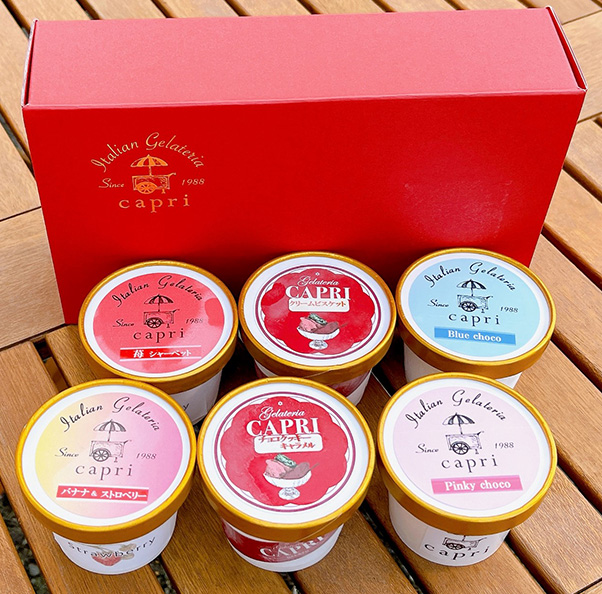 Italian Gelateria
Since 1988
capri
Italian Gelateria
Since 1988
capri
苺 シャーベット
Gelateria
CAPRI
クリームビスケット
Italian Gelateria
Since 1988
capri
Blue choco
Italian Gelateria
Since 1988
capri
バナナ & ストロベリー
Strawberry
Gelateria
CAPRI
チョコクッキー
キャラメル
CAPRI
Italian Gelateria
Since 1988
capri
Pinky choco
capri